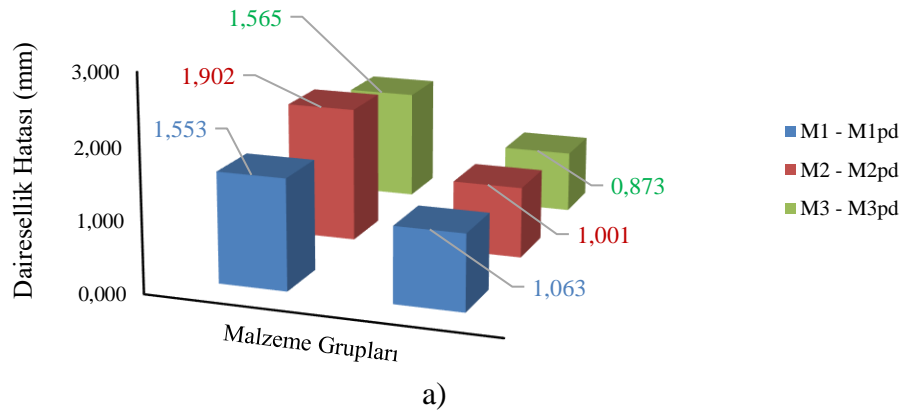 1,565
3,000
1,902
1,553
2,000
1,000
0,000
Dairesellik Hatası (mm)
0,873
1,001
1,063
Malzeme Grupları
M1 - M1pd
M2 - M2pd
M3 - M3pd
a)